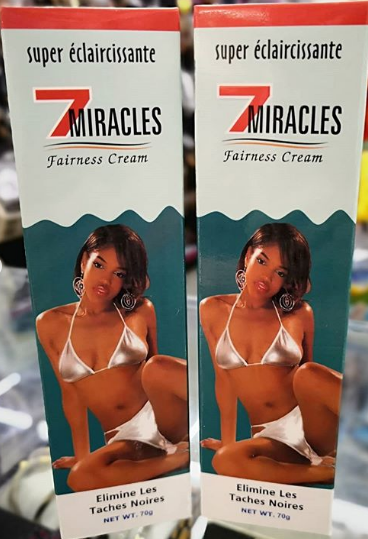 super éclaircissante
7 MIRACLES
Fairness Cream
Elimine Les
Taches Noires
NET WT. 70g
super éclaircissante
7 MIRACLES
Fairness Cream
Elimine Les
Taches Noires
NET WT. 70g